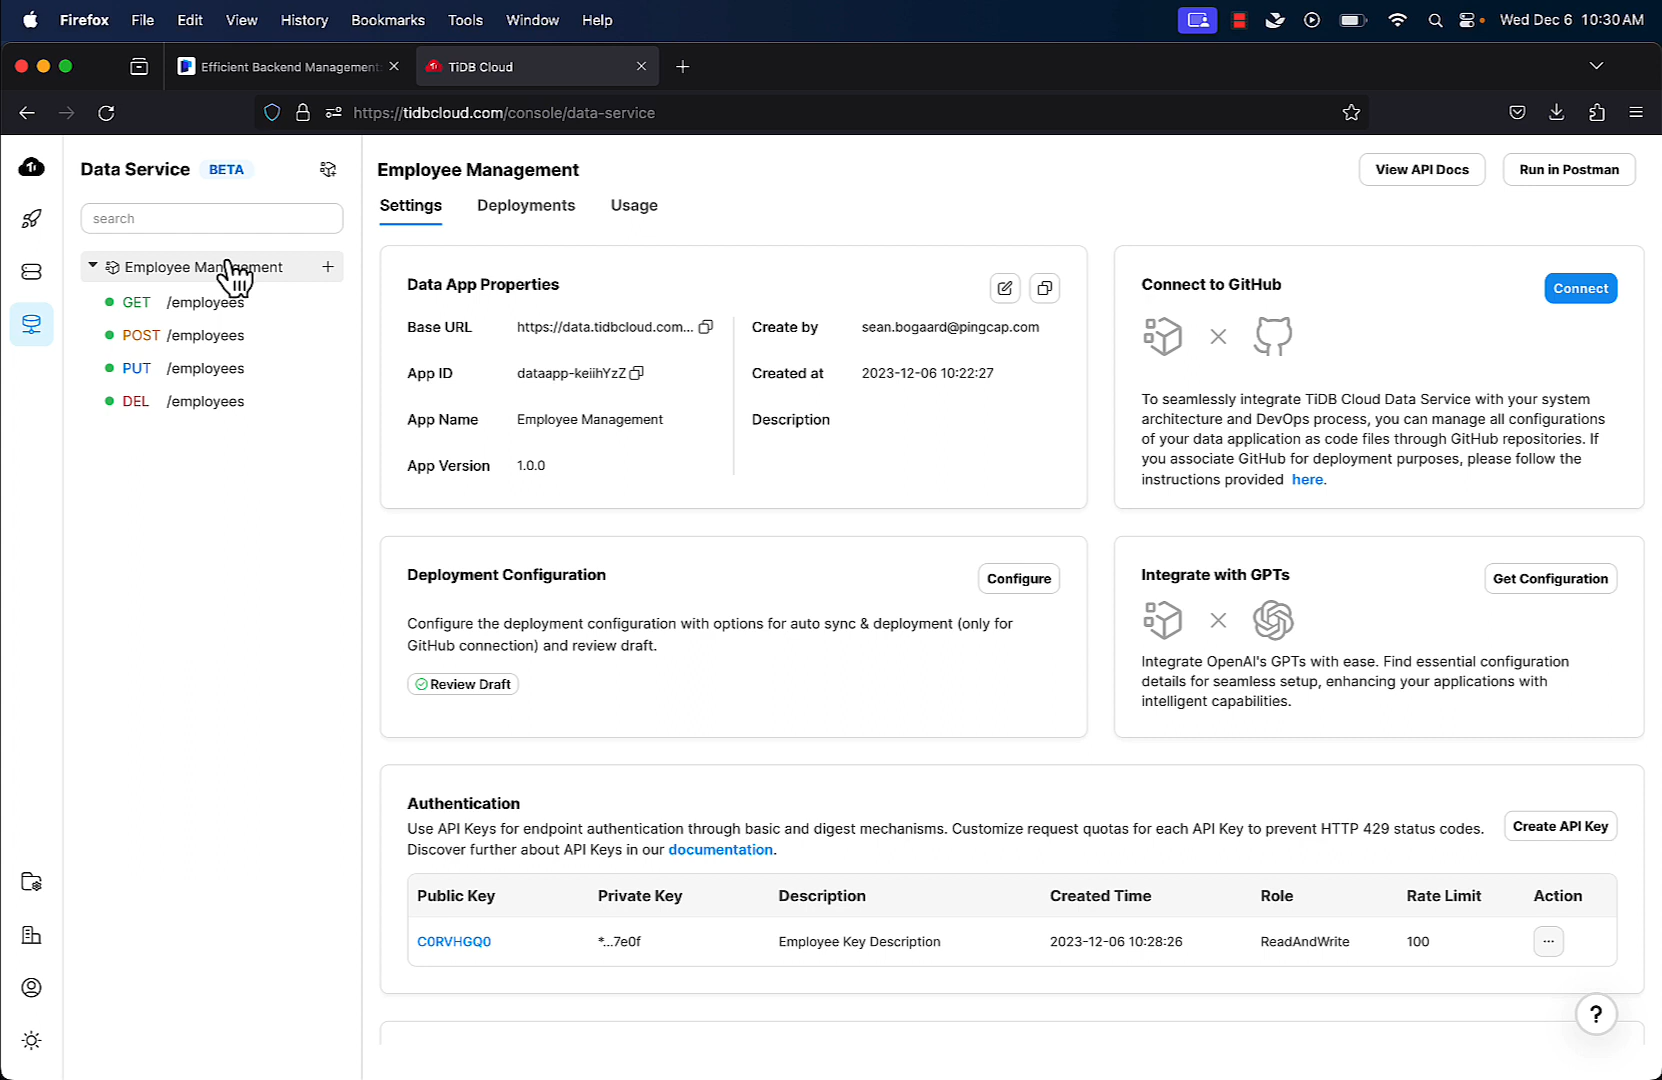 Firefox File Edit View History Bookmarks Tools Window Help Wed Dec 6 10:30 AM
Efficient Backend Management: TiDB Cloud
https://tidbcloud.com/console/data-service
Data Service BETA
search
Employee Management
GET /employees
POST /employees
PUT /employees
DEL /employees
Employee Management
View API Docs Run in Postman
Settings Deployments Usage
Data App Properties
Base URL https://data.tidbcloud.com...
App ID dataapp-keiihYzZ
App Name Employee Management
App Version 1.0.0
Create by sean.bogaard@pingcap.com
Created at 2023-12-06 10:22:27
Description
Connect to GitHub
Connect
To seamlessly integrate TiDB Cloud Data Service with your system
architecture and DevOps process, you can manage all configurations
of your data application as code files through GitHub repositories. If
you associate GitHub for deployment purposes, please follow the
instructions provided here.
Deployment Configuration
Configure
Configure the deployment configuration with options for auto sync & deployment (only for
GitHub connection) and review draft.
Review Draft
Integrate with GPTs
Get Configuration
Integrate OpenAI's GPTs with ease. Find essential configuration
details for seamless setup, enhancing your applications with
intelligent capabilities.
Authentication
Use API Keys for endpoint authentication through basic and digest mechanisms. Customize request quotas for each API Key to prevent HTTP 429 status codes.
Discover further about API Keys in our documentation.
Create API Key
Public Key Private Key Description Created Time Role Rate Limit Action
C0RVHGQ0 *...7e0f Employee Key Description 2023-12-06 10:28:26 ReadAndWrite 100 ...
?